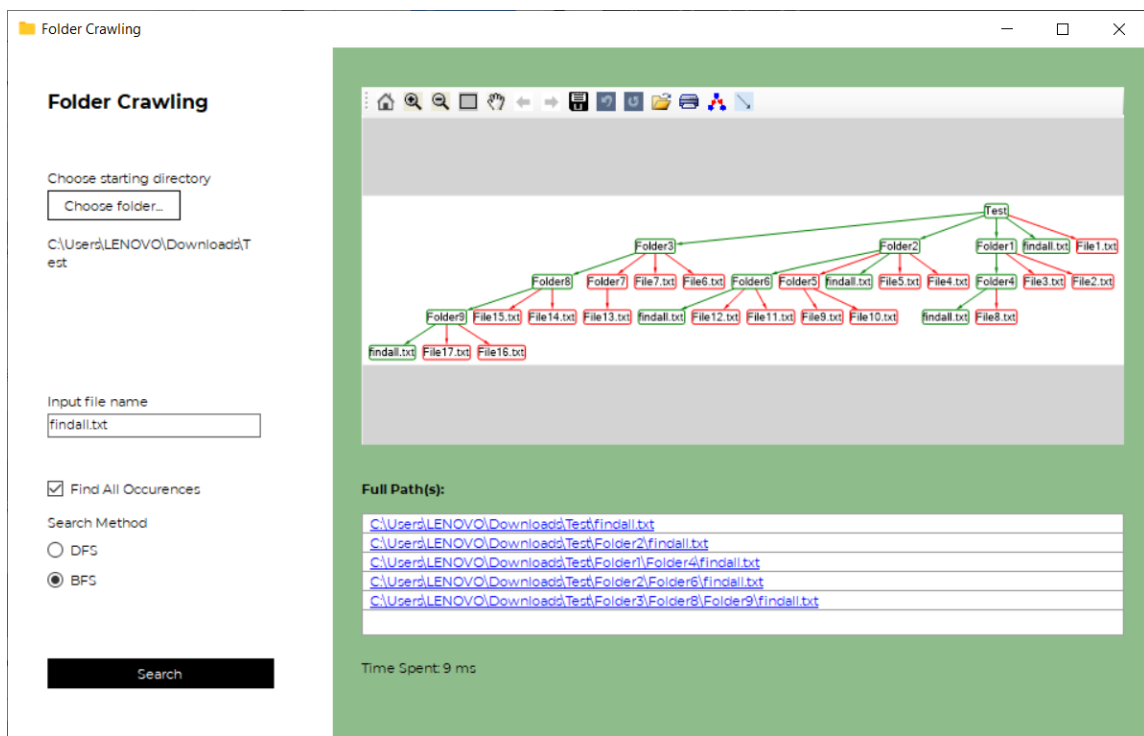 Folder Crawling
Folder Crawling
Choose starting directory
Choose folder...
C:\Users\LENOVO\Downloads\T
est
Input file name
findall.txt
Find All Occurences
Search Method
DFS
BFS
Search
Test
Folder3 Folder2 Folder1 findall.txt File1.txt
Folder8 Folder7 File7.txt File6.txt Folder6 Folder5 findall.txt File5.txt File4.txt Folder4 File3.txt File2.txt
Folder9 File15.txt File14.txt File13.txt findall.txt File12.txt File11.txt File9.txt File10.txt findall.txt File8.txt
findall.txt File17.txt File16.txt
Full Path(s):
C:\Users\LENOVO\Downloads\Test\findall.txt
C:\Users\LENOVO\Downloads\Test\Folder2\findall.txt
C:\Users\LENOVO\Downloads\Test\Folder1\Folder4\findall.txt
C:\Users\LENOVO\Downloads\Test\Folder2\Folder6\findall.txt
C:\Users\LENOVO\Downloads\Test\Folder3\Folder8\Folder9\findall.txt
Time Spent: 9 ms